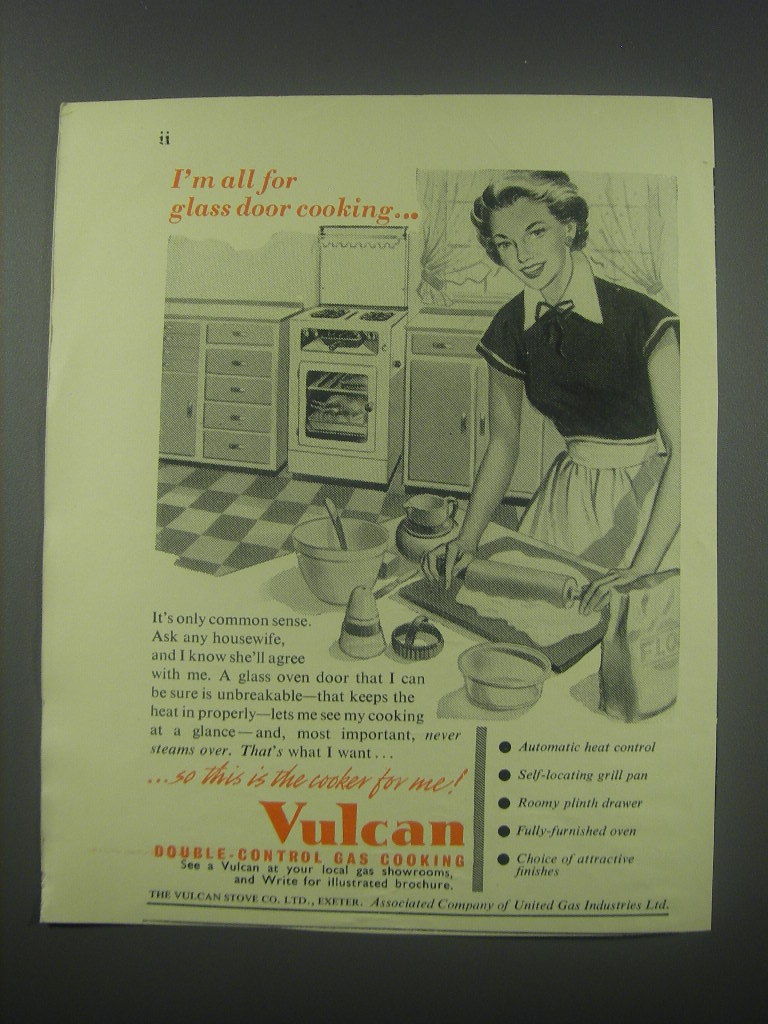 ii
I'm all for
glass door cooking...
It's only common sense.
Ask any housewife,
and I know she'll agree
with me. A glass oven door that I can
be sure is unbreakable—that keeps the
heat in properly—lets me see my cooking
at a glance—and, most important, never
steams over. That's what I want...
...so this is the cooker for me!
Vulcan
DOUBLE-CONTROL GAS COOKING
See a Vulcan at your local gas showrooms,
and Write for illustrated brochure.
● Automatic heat control
● Self-locating grill pan
● Roomy plinth drawer
● Fully-furnished oven
● Choice of attractive
finishes
THE VULCAN STOVE CO. LTD., EXETER. Associated Company of United Gas Industries Ltd.
FLO